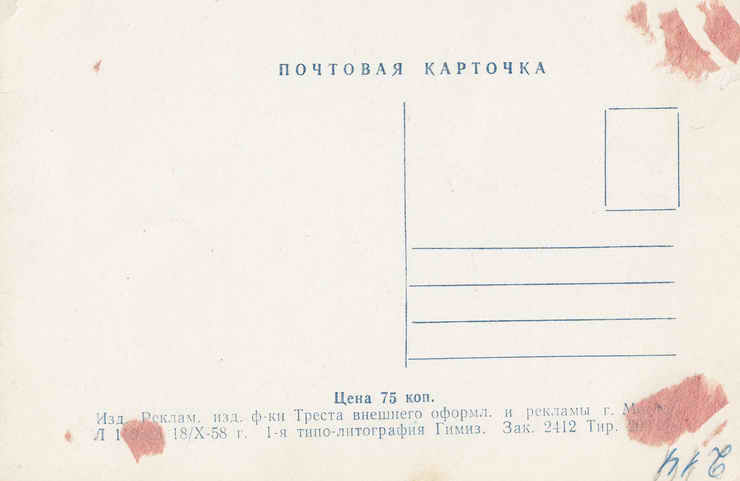 ПОЧТОВАЯ КАРТОЧКА
Цена 75 коп.
Изд. Реклам. изд. ф-ки Треста внешнего оформл. и рекламы г.
Л 18/X-58 г. 1-я типо-литография Гимиз. Зак. 2412 Тир.